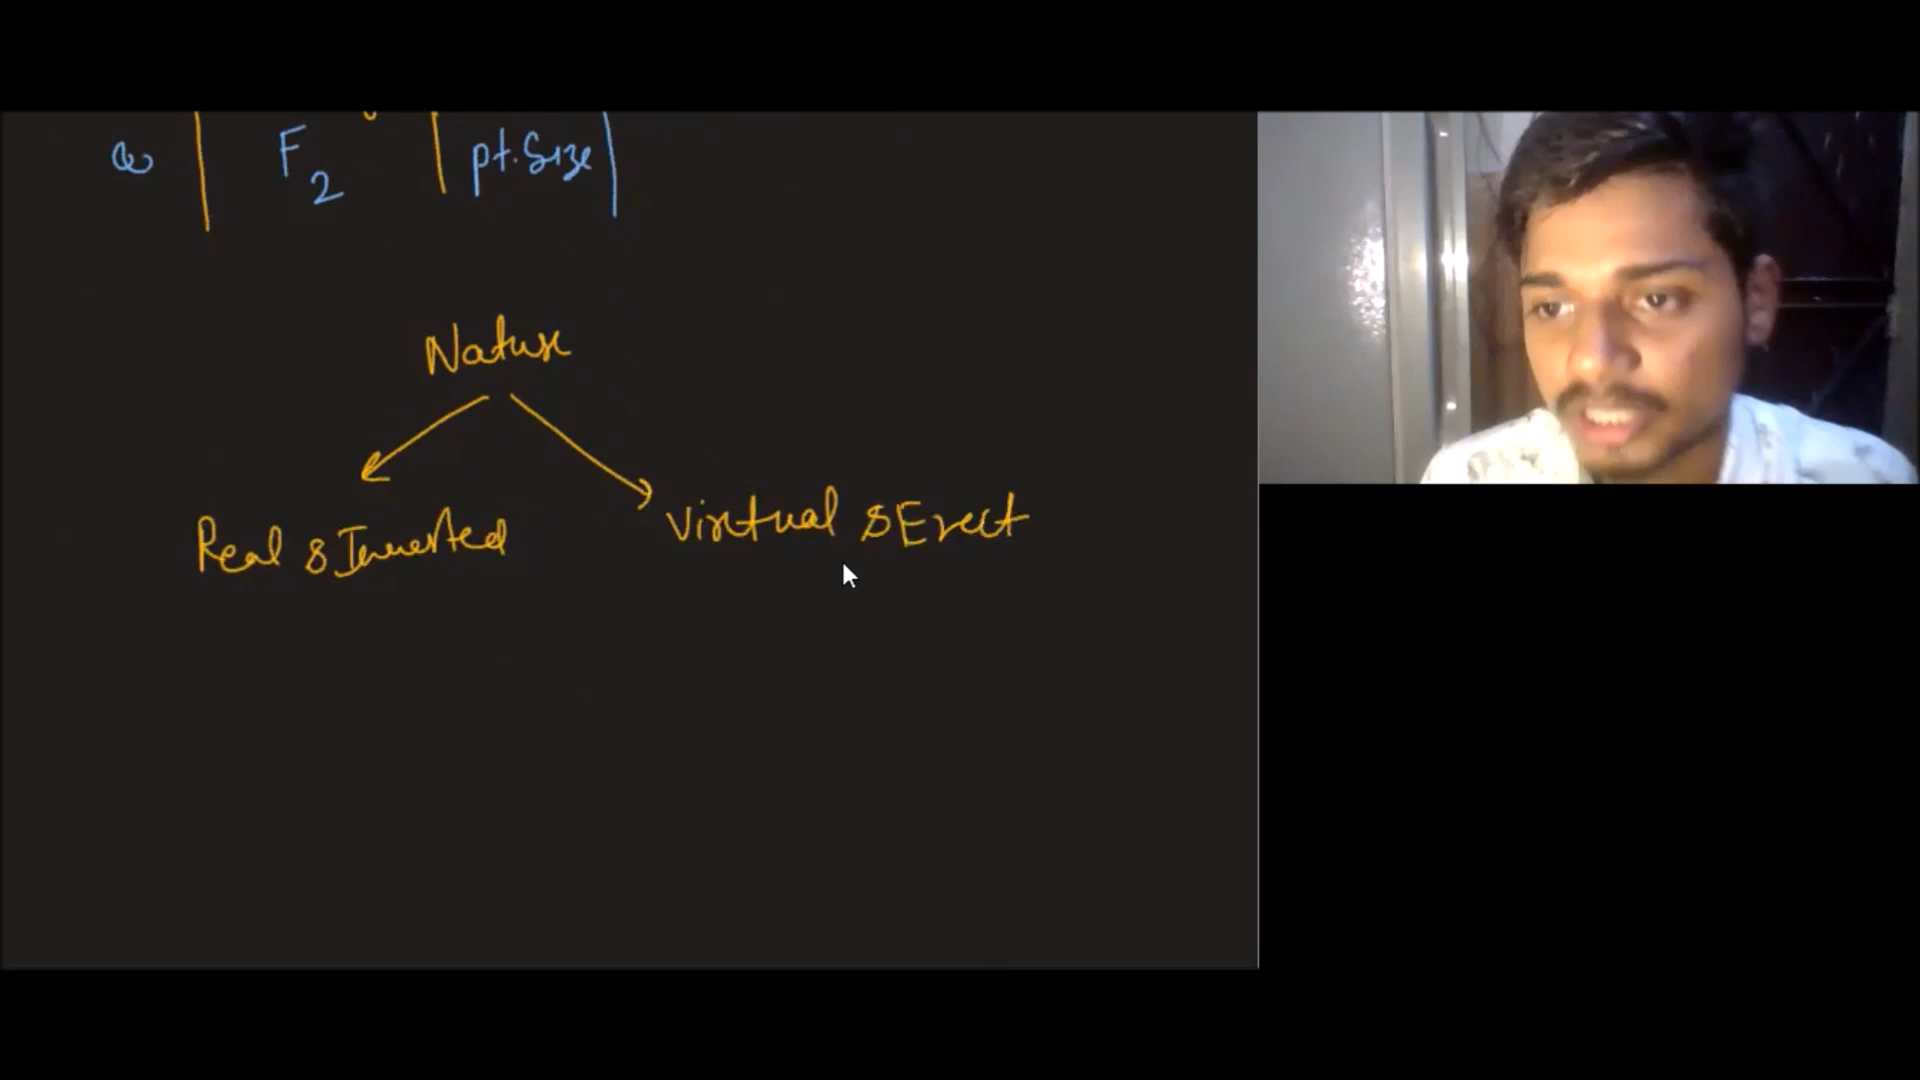 ∞ F2 pt. Size
Nature
Real & Inverted
Virtual & Erect